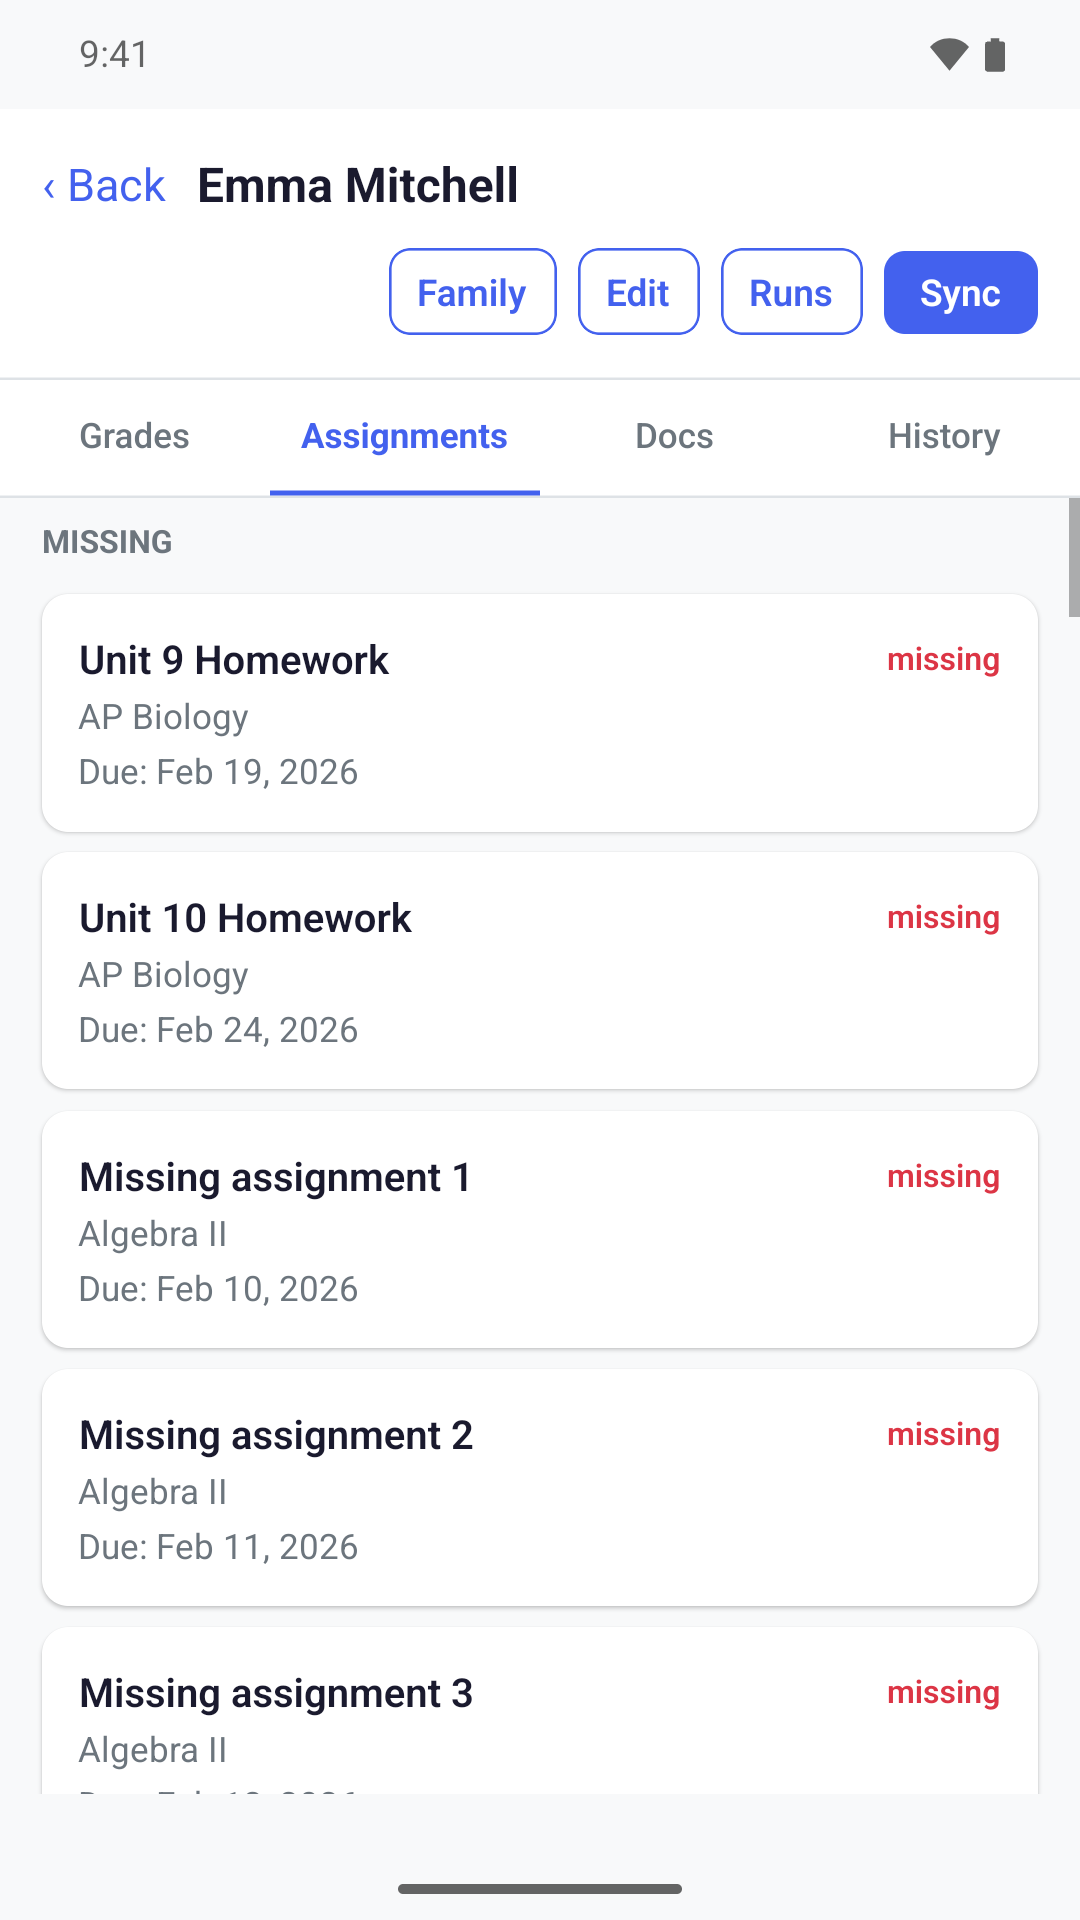 9:41
‹ Back Emma Mitchell
Family Edit Runs Sync
Grades Assignments Docs History
MISSING
Unit 9 Homework missing
AP Biology
Due: Feb 19, 2026
Unit 10 Homework missing
AP Biology
Due: Feb 24, 2026
Missing assignment 1 missing
Algebra II
Due: Feb 10, 2026
Missing assignment 2 missing
Algebra II
Due: Feb 11, 2026
Missing assignment 3 missing
Algebra II